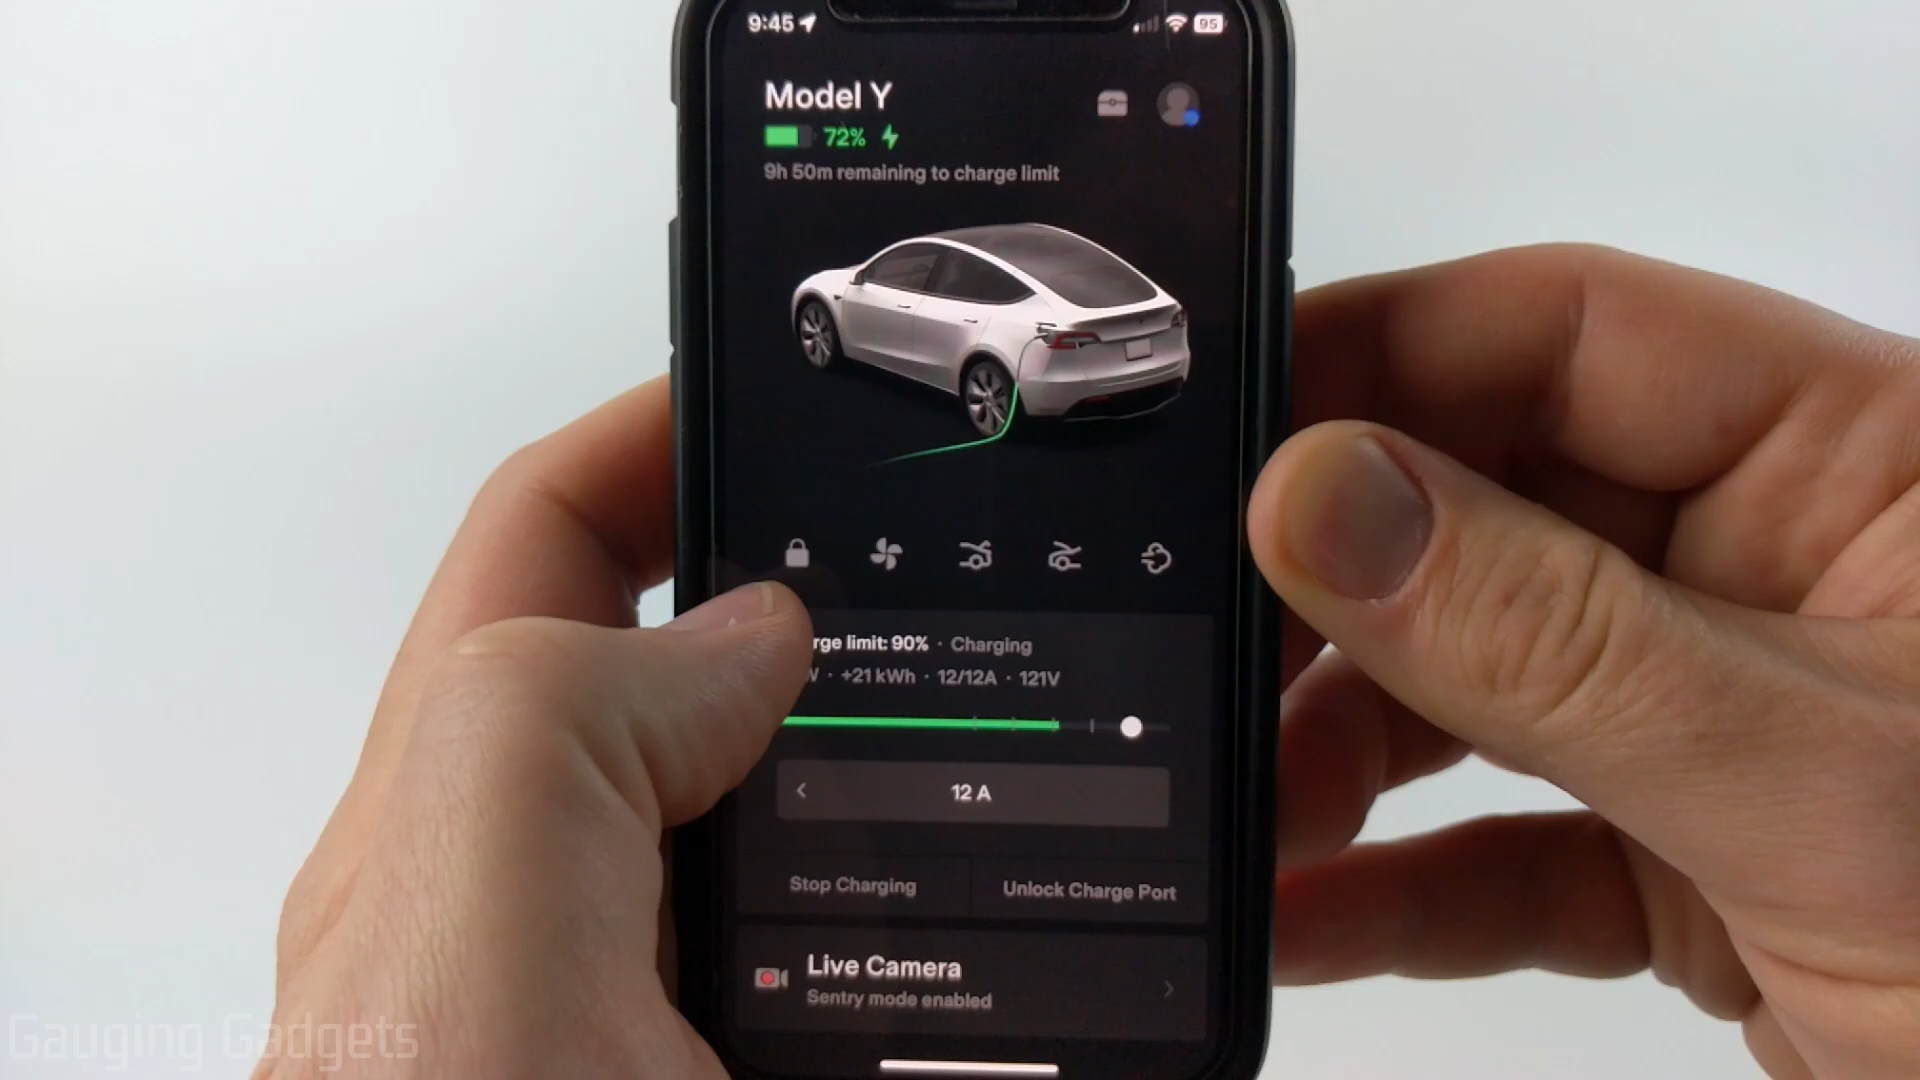 9:45
95
Model Y
72%
9h 50m remaining to charge limit
rge limit: 90% · Charging
W · +21 kWh · 12/12A · 121V
12 A
Stop Charging
Unlock Charge Port
Live Camera
Sentry mode enabled
Gauging Gadgets